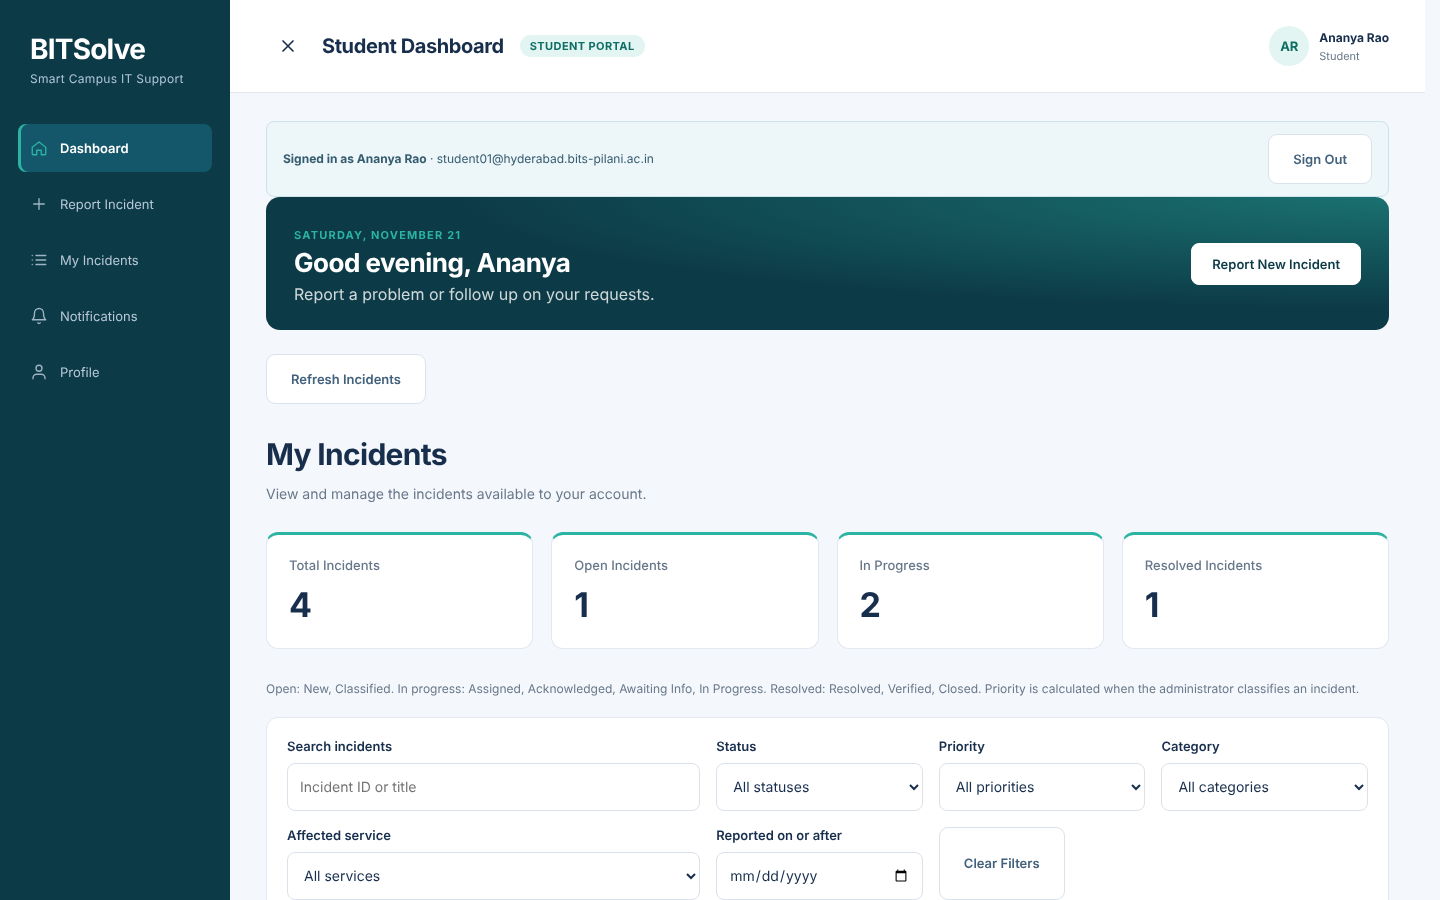 BITSolve
Smart Campus IT Support
Dashboard
Report Incident
My Incidents
Notifications
Profile
Student Dashboard
STUDENT PORTAL
AR
Ananya Rao
Student
Signed in as Ananya Rao · student01@hyderabad.bits-pilani.ac.in
Sign Out
SATURDAY, NOVEMBER 21
Good evening, Ananya
Report a problem or follow up on your requests.
Report New Incident
Refresh Incidents
My Incidents
View and manage the incidents available to your account.
Total Incidents
4
Open Incidents
1
In Progress
2
Resolved Incidents
1
Open: New, Classified. In progress: Assigned, Acknowledged, Awaiting Info, In Progress. Resolved: Resolved, Verified, Closed. Priority is calculated when the administrator classifies an incident.
Search incidents
Incident ID or title
Status
All statuses
Priority
All priorities
Category
All categories
Affected service
All services
Reported on or after
mm/dd/yyyy
Clear Filters